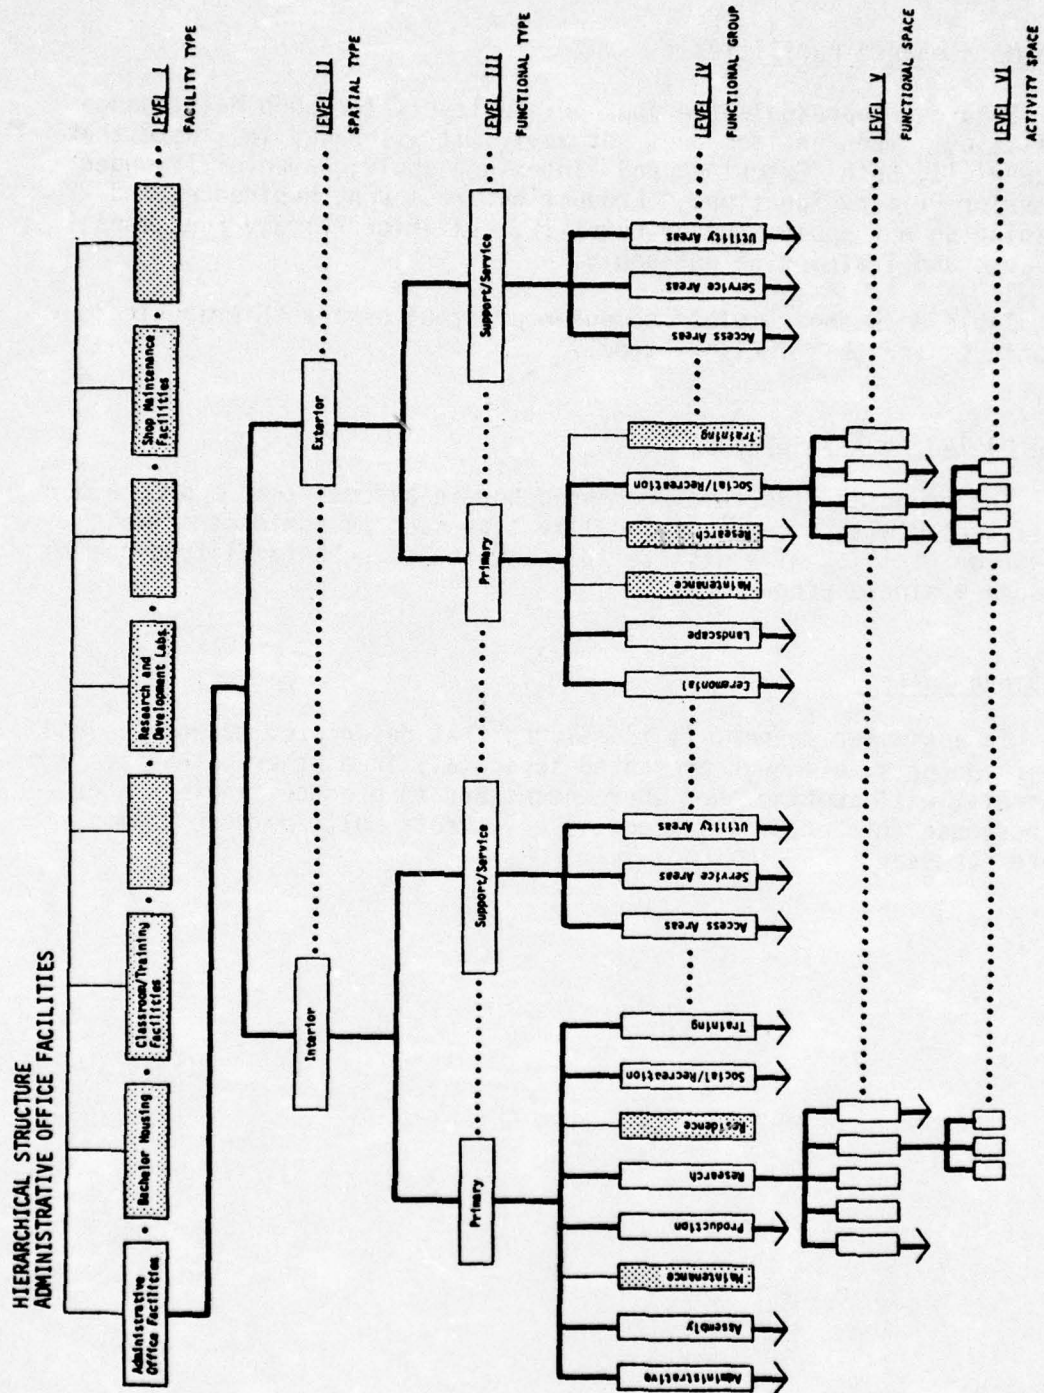 HIERARCHICAL STRUCTURE
ADMINISTRATIVE OFFICE FACILITIES
Administrative
Office Facilities
Bachelor Housing
Classroom/Training
Facilities
Research and
Development Labs.
Shop Maintenance
Facilities
LEVEL I
FACILITY TYPE
Interior
Exterior
LEVEL II
SPATIAL TYPE
Primary
Support/Service
Primary
Support/Service
LEVEL III
FUNCTIONAL TYPE
Administrative
Assembly
Maintenance
Production
Research
Residence
Social/Recreation
Training
Access Areas
Service Areas
Utility Areas
Ceremonial
Landscape
Maintenance
Research
Social/Recreation
Training
Access Areas
Service Areas
Utility Areas
LEVEL IV
FUNCTIONAL GROUP
LEVEL V
FUNCTIONAL SPACE
LEVEL VI
ACTIVITY SPACE